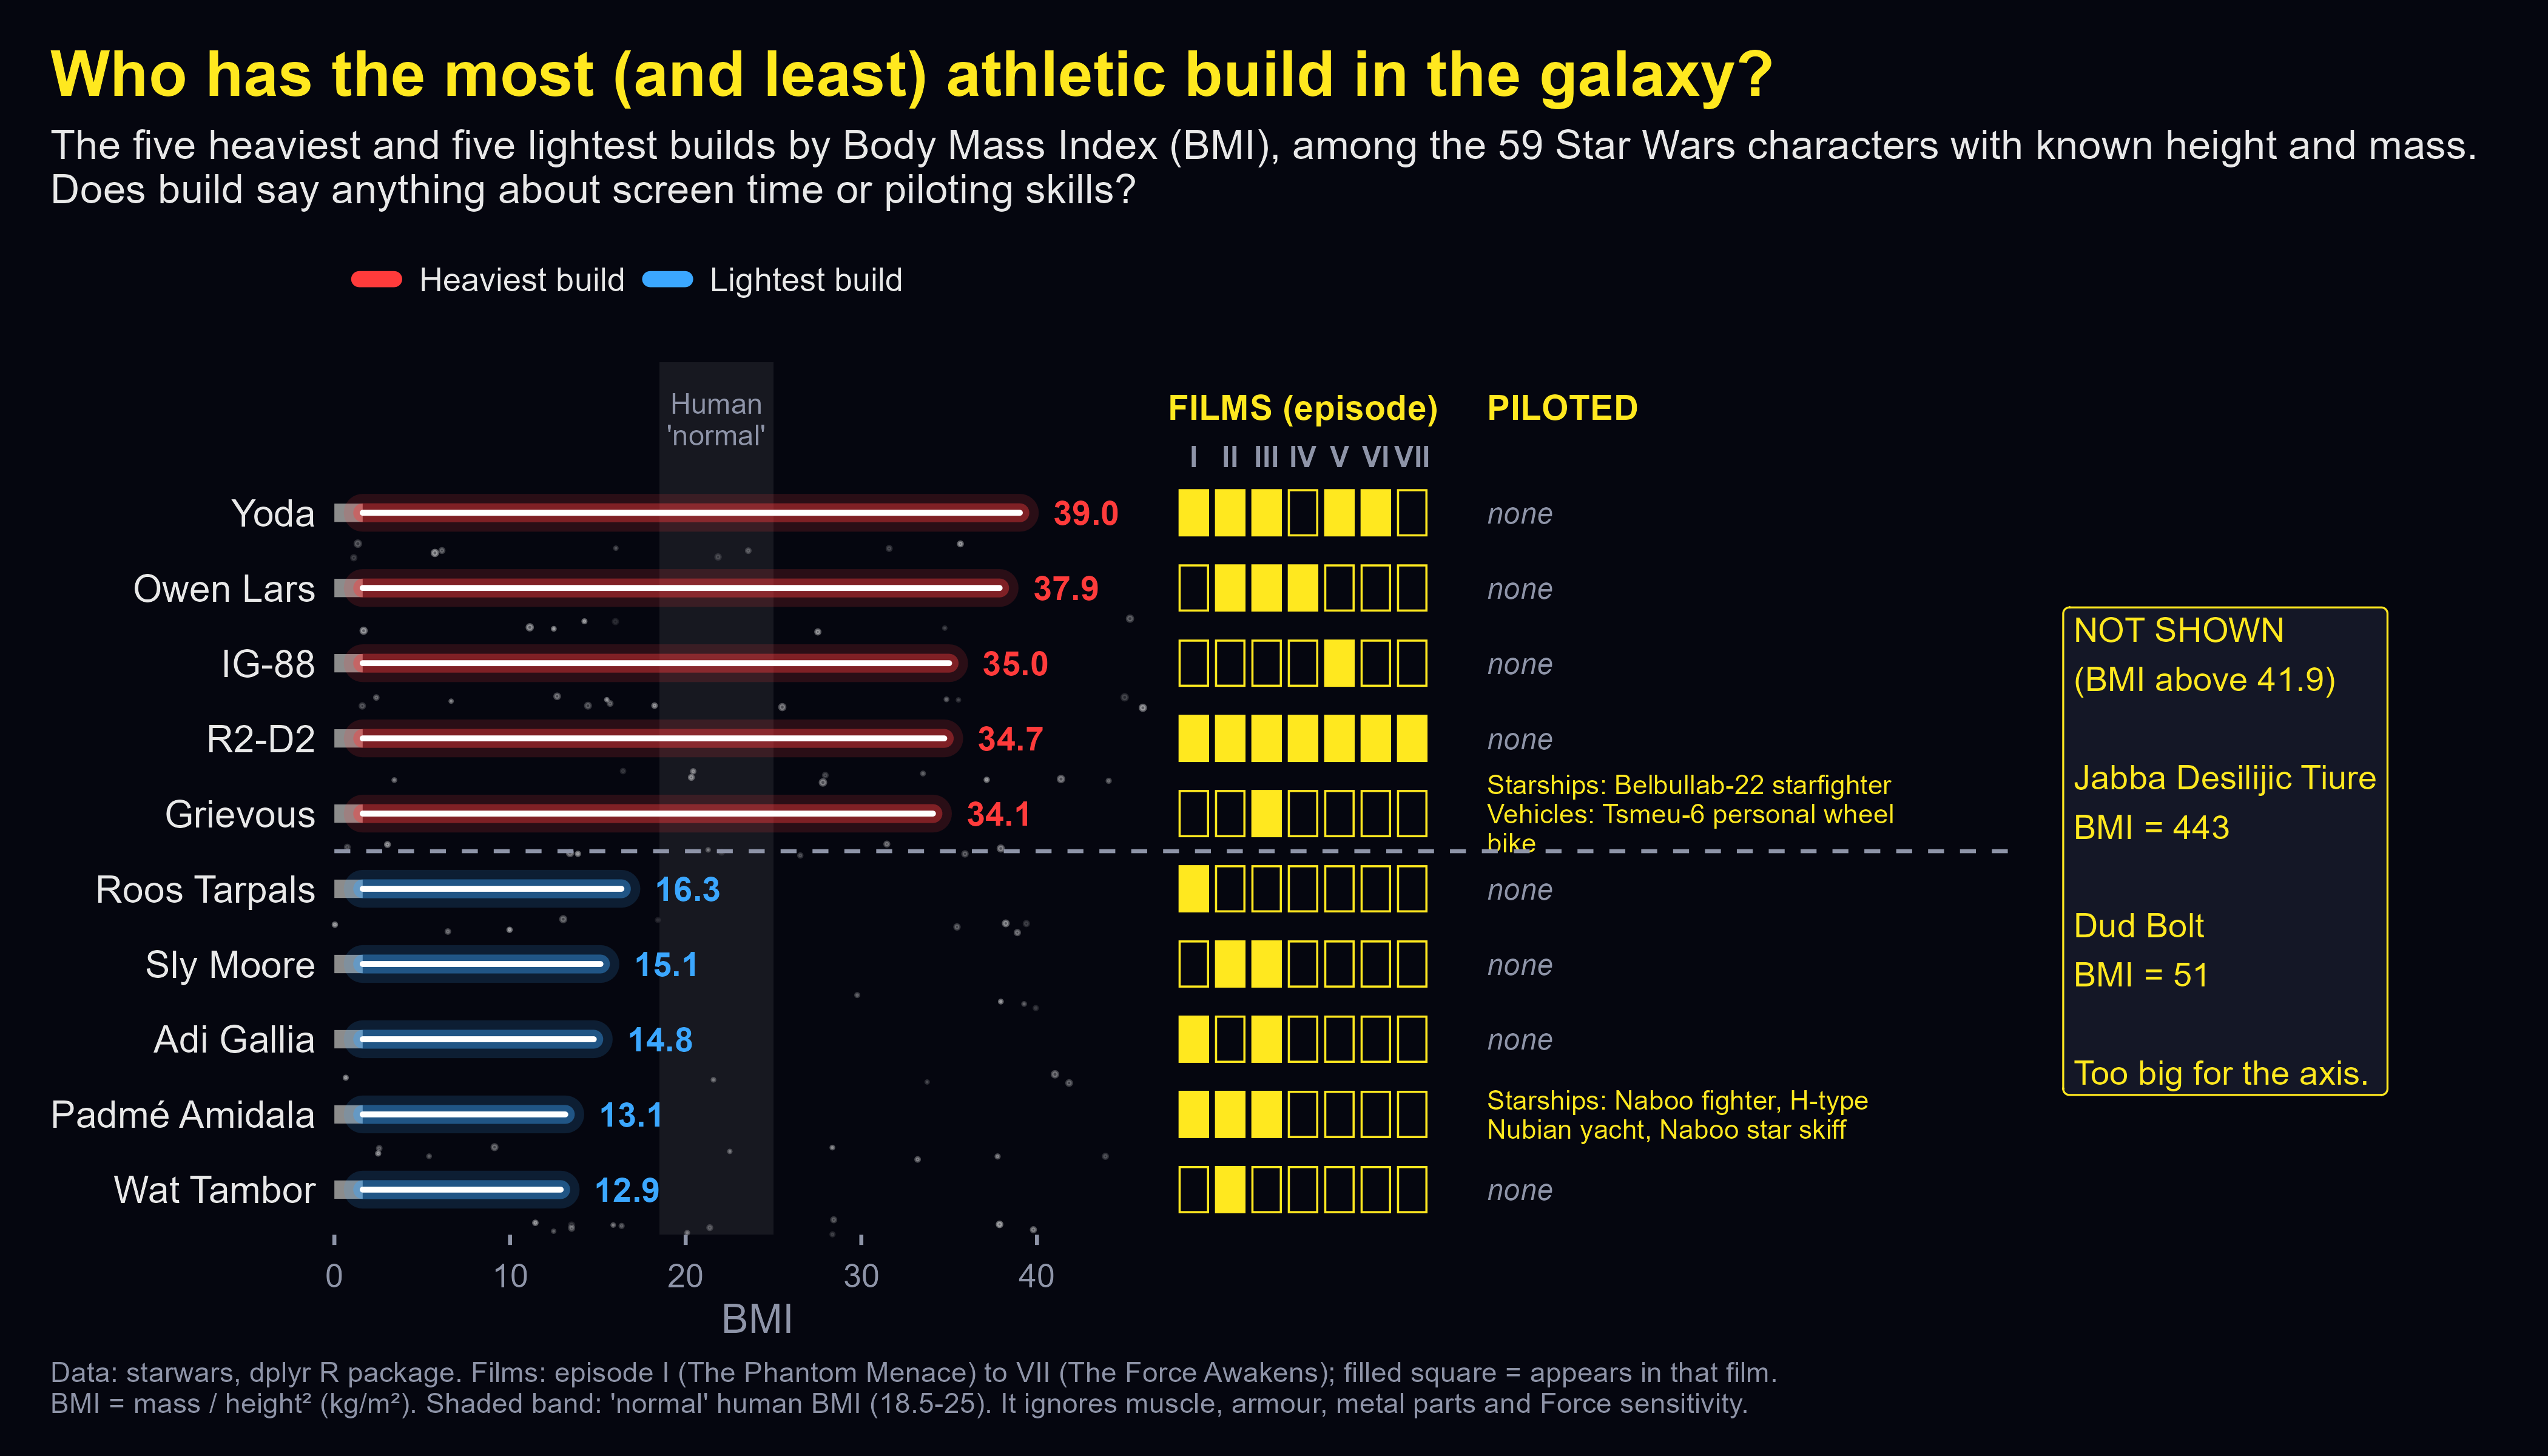 Who has the most (and least) athletic build in the galaxy?
The five heaviest and five lightest builds by Body Mass Index (BMI), among the 59 Star Wars characters with known height and mass.
Does build say anything about screen time or piloting skills?
Heaviest build
Lightest build
Human
'normal'
FILMS (episode)
PILOTED
I II III IV V VI VII
Yoda
39.0
none
Owen Lars
37.9
none
IG-88
35.0
none
R2-D2
34.7
none
Grievous
34.1
Starships: Belbullab-22 starfighter
Vehicles: Tsmeu-6 personal wheel
bike
Roos Tarpals
16.3
none
Sly Moore
15.1
none
Adi Gallia
14.8
none
Padmé Amidala
13.1
Starships: Naboo fighter, H-type
Nubian yacht, Naboo star skiff
Wat Tambor
12.9
none
0 10 20 30 40
BMI
NOT SHOWN
(BMI above 41.9)
Jabba Desilijic Tiure
BMI = 443
Dud Bolt
BMI = 51
Too big for the axis.
Data: starwars, dplyr R package. Films: episode I (The Phantom Menace) to VII (The Force Awakens); filled square = appears in that film.
BMI = mass / height² (kg/m²). Shaded band: 'normal' human BMI (18.5-25). It ignores muscle, armour, metal parts and Force sensitivity.